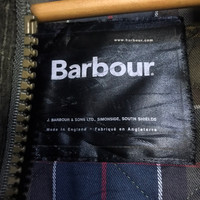 www.barbour.com
Barbour®
J. BARBOUR & SONS LTD., SIMONSIDE, SOUTH SHIELDS
Made in England • Fabriqué en Angleterre